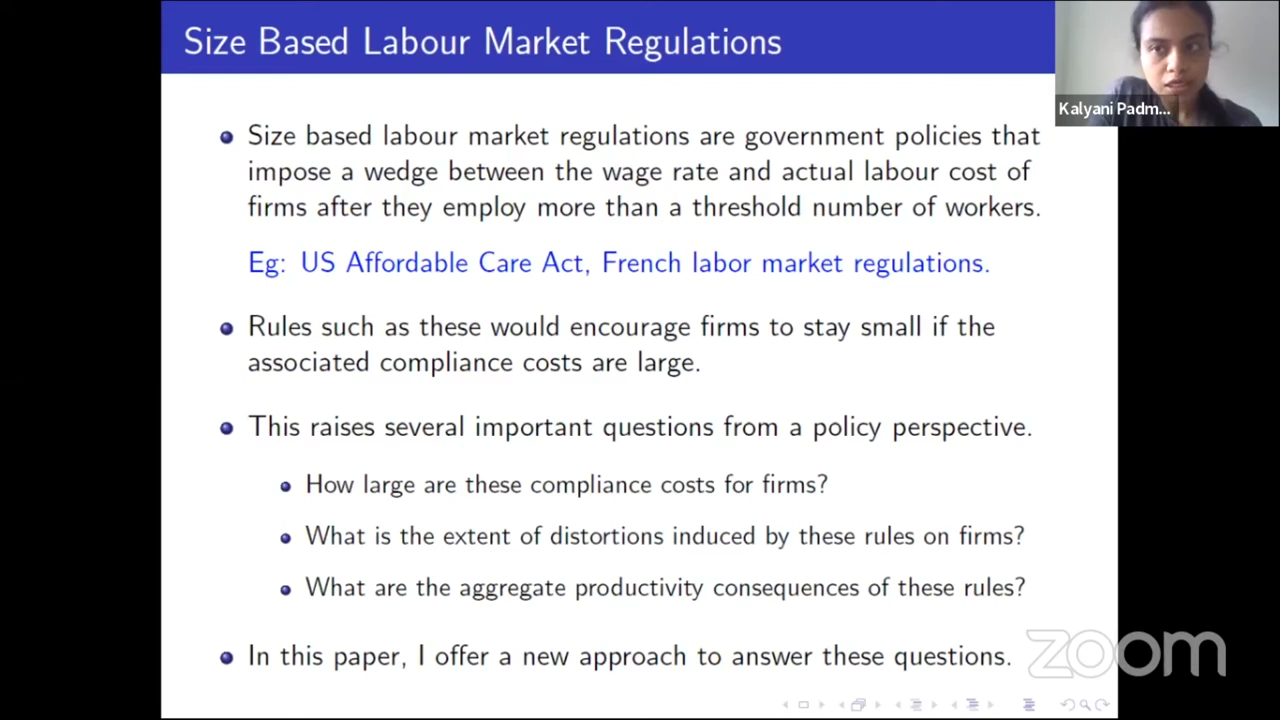 Size Based Labour Market Regulations
Kalyani Padm...
Size based labour market regulations are government policies that
impose a wedge between the wage rate and actual labour cost of
firms after they employ more than a threshold number of workers.
Eg: US Affordable Care Act, French labor market regulations.
Rules such as these would encourage firms to stay small if the
associated compliance costs are large.
This raises several important questions from a policy perspective.
How large are these compliance costs for firms?
What is the extent of distortions induced by these rules on firms?
What are the aggregate productivity consequences of these rules?
In this paper, I offer a new approach to answer these questions.
zoom